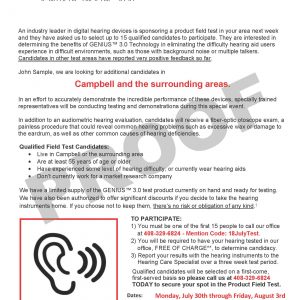 An industry leader in digital hearing devices is sponsoring a product field test in your area next week
and they have asked us to select up to 15 qualified candidates to participate. They are interested in
determining the benefits of GENIUS™ 3.0 Technology in eliminating the difficulty hearing aid users
experience in difficult environments, such as those with background noise or multiple talkers.
Candidates in other test areas have reported very positive feedback so far.
John Sample, we are looking for additional candidates in
Campbell and the surrounding areas.
In an effort to accurately demonstrate the incredible performance of these devices, specially trained
representatives will be conducting tests and demonstrations during this special event.
In addition to an audiometric hearing evaluation, candidates will receive a fiber-optic otoscope exam, a
painless procedure that could reveal common hearing problems such as excessive wax or damage to
the eardrum, as well as other common causes of hearing deficiencies.
Qualified Field Test Candidates:
• Live in Campbell or the surrounding area
• Are at least 55 years of age or older
• Have experienced some level of hearing difficulty; or currently wear hearing aids
• Don't currently work for a market research company
We have a limited supply of the GENIUS™ 3.0 test product currently on hand and ready for testing.
We have also been authorized to offer significant discounts if you decide to take the hearing
instruments home. If you choose not to keep them, there's no risk or obligation of any kind.
TO PARTICIPATE:
1) You must be one of the first 15 people to call our office
at 408-329-6824 - Mention Code: 18JulyTest.
2) You will be required to have your hearing tested in our
office, FREE OF CHARGE**, to determine candidacy.
3) Report your results with the hearing instruments to the
Hearing Care Specialist over a three week test period.
Qualified candidates will be selected on a first-come,
first-served basis so please call us at 408-329-6824
TODAY to secure your spot in the Product Field Test.
Dates: Monday, July 30th through Friday, August 3rd
PROOF